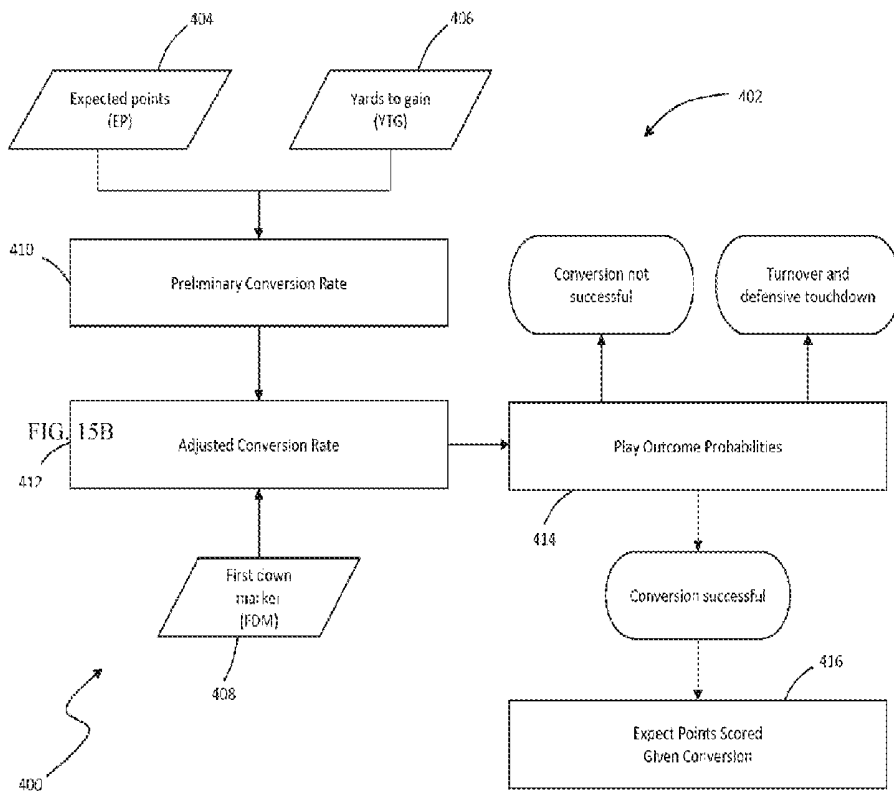 404
406
Expected points
(EP)
Yards to gain
(YTG)
402
410
Preliminary Conversion Rate
Conversion not
successful
Turnover and
defensive touchdown
FIG. 15B
412
Adjusted Conversion Rate
Play Outcome Probabilities
414
First down
marker
(FDM)
408
Conversion successful
416
Expect Points Scored
Given Conversion
400